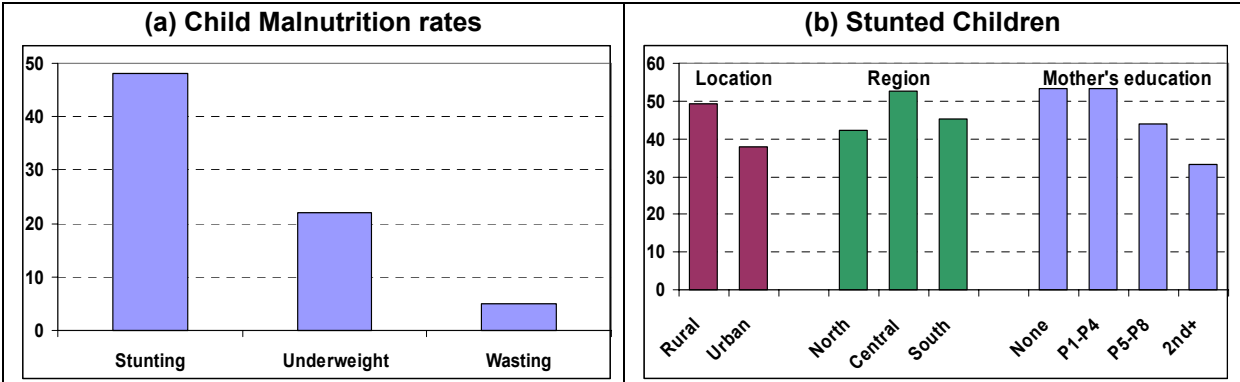 (a) Child Malnutrition rates
50
40
30
20
10
0
Stunting Underweight Wasting
(b) Stunted Children
60
50
40
30
20
10
0
Location Region Mother's education
Rural Urban North Central South None P1-P4 P5-P8 2nd+